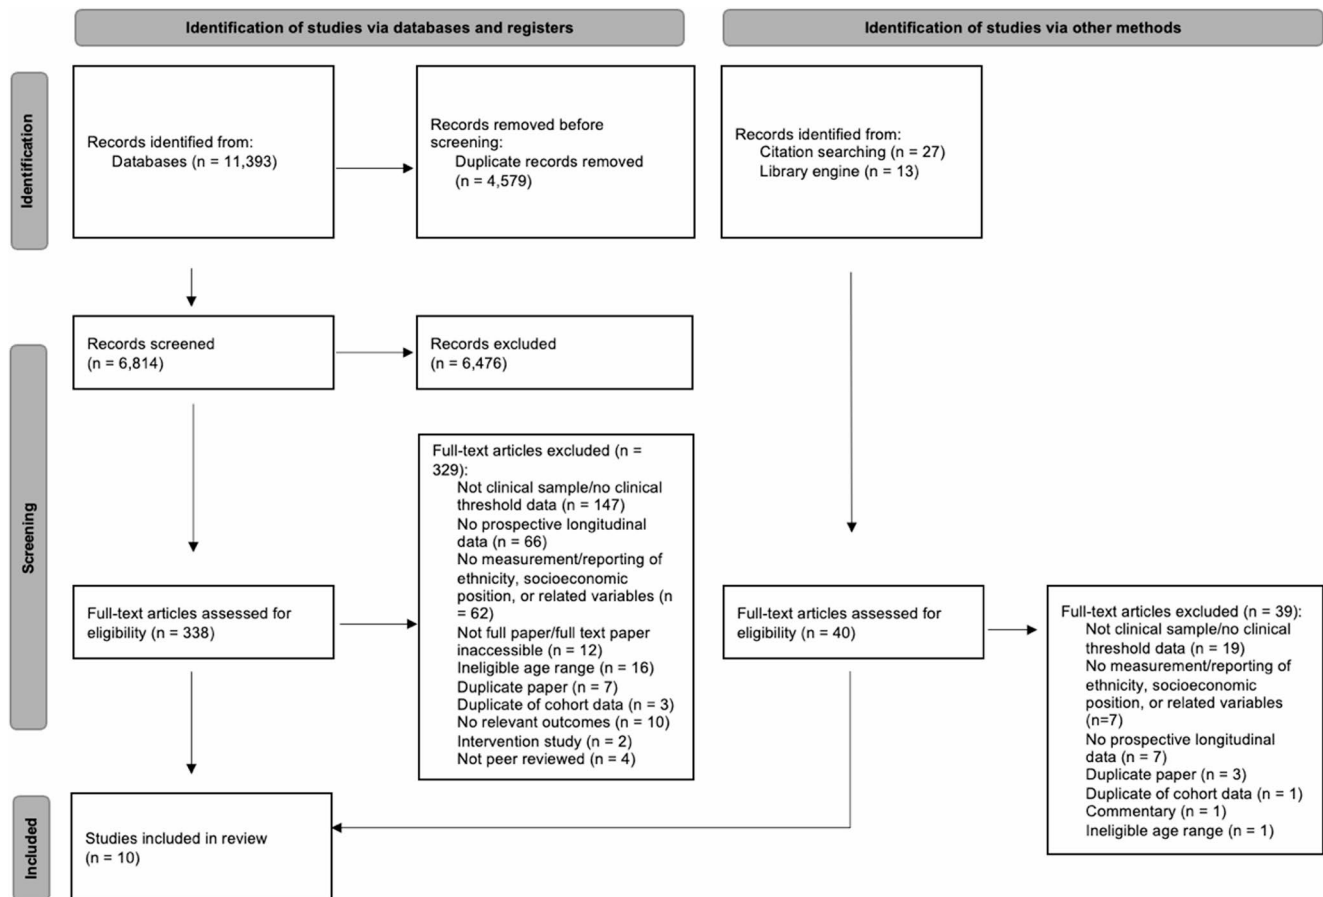 Identification of studies via databases and registers
Identification of studies via other methods
Identification
Records identified from:
Databases (n = 11,393)
Records removed before
screening:
Duplicate records removed
(n = 4,579)
Records identified from:
Citation searching (n = 27)
Library engine (n = 13)
Screening
Records screened
(n = 6,814)
Records excluded
(n = 6,476)
Full-text articles assessed for
eligibility (n = 338)
Full-text articles excluded (n =
329):
Not clinical sample/no clinical
threshold data (n = 147)
No prospective longitudinal
data (n = 66)
No measurement/reporting of
ethnicity, socioeconomic
position, or related variables (n
= 62)
Not full paper/full text paper
inaccessible (n = 12)
Ineligible age range (n = 16)
Duplicate paper (n = 7)
Duplicate of cohort data (n = 3)
No relevant outcomes (n = 10)
Intervention study (n = 2)
Not peer reviewed (n = 4)
Full-text articles assessed for
eligibility (n = 40)
Full-text articles excluded (n = 39):
Not clinical sample/no clinical
threshold data (n = 19)
No measurement/reporting of
ethnicity, socioeconomic
position, or related variables
(n=7)
No prospective longitudinal
data (n = 7)
Duplicate paper (n = 3)
Duplicate of cohort data (n = 1)
Commentary (n = 1)
Ineligible age range (n = 1)
Included
Studies included in review
(n = 10)